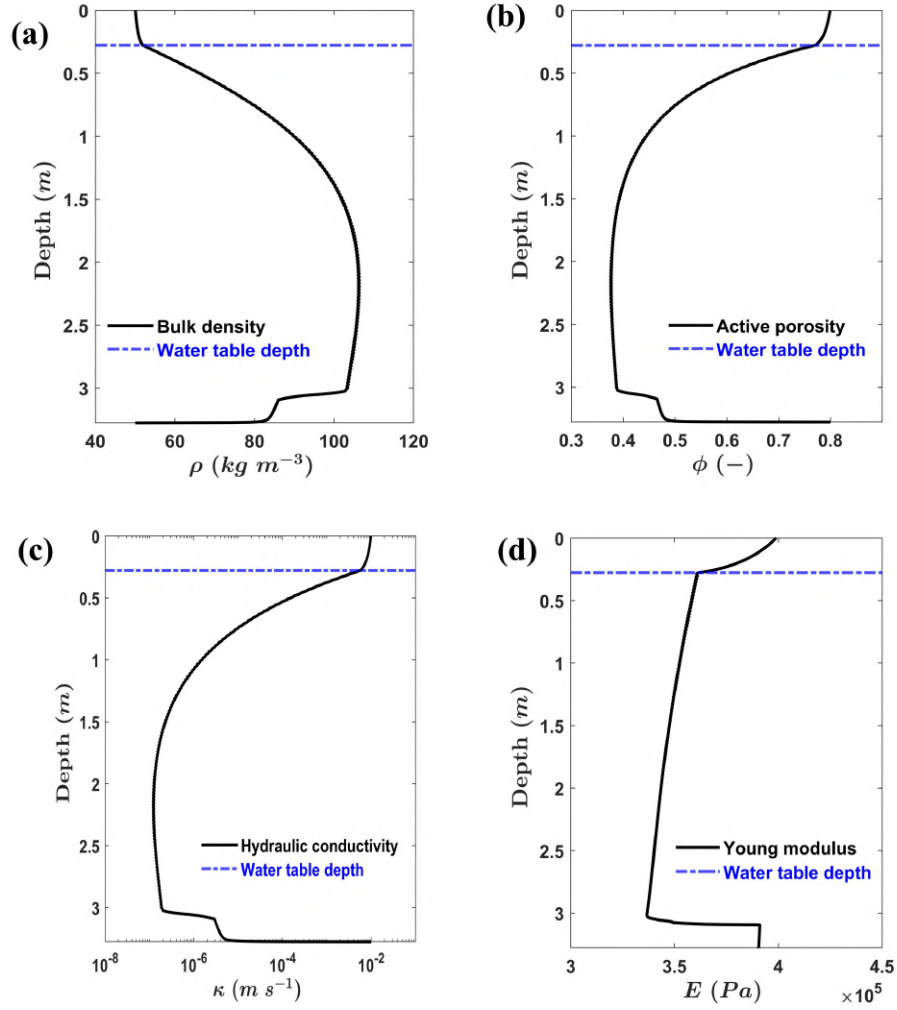 (a)
0
0.5
1
1.5
2
2.5
3
Depth (m)
Bulk density
Water table depth
40 60 80 100 120
ρ (kg m⁻³)
(b)
0
0.5
1
1.5
2
2.5
3
Depth (m)
Active porosity
Water table depth
0.3 0.4 0.5 0.6 0.7 0.8
ϕ (−)
(c)
0
0.5
1
1.5
2
2.5
3
Depth (m)
Hydraulic conductivity
Water table depth
10⁻⁸ 10⁻⁶ 10⁻⁴ 10⁻²
κ (m s⁻¹)
(d)
0
0.5
1
1.5
2
2.5
3
Depth (m)
Young modulus
Water table depth
3 3.5 4 4.5
E (Pa) ×10⁵